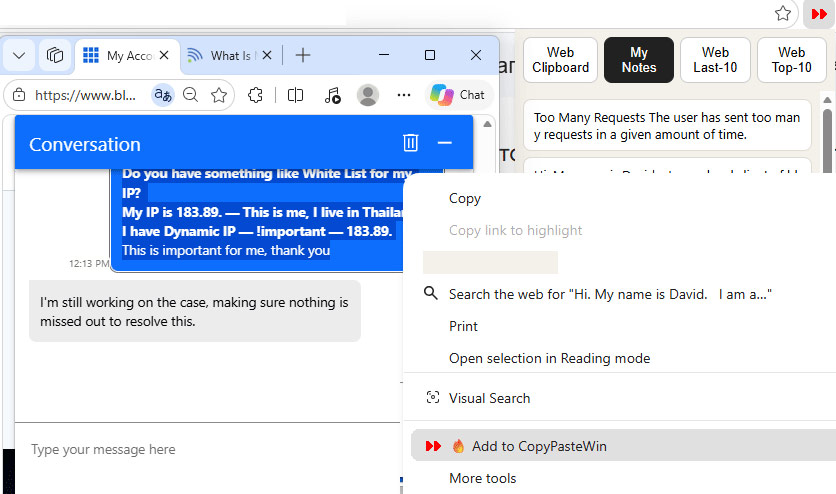 My Acco
What Is
https://www.bl...
Chat
Web Clipboard
My Notes
Web Last-10
Web Top-10
Too Many Requests The user has sent too man
y requests in a given amount of time.
Conversation
Do you have something like White List for my
IP?
My IP is 183.89. — This is me, I live in Thailan
I have Dynamic IP — !important — 183.89.
This is important for me, thank you
12:13 PM
I'm still working on the case, making sure nothing is
missed out to resolve this.
Type your message here
Copy
Copy link to highlight
Search the web for "Hi. My name is David. I am a..."
Print
Open selection in Reading mode
Visual Search
Add to CopyPasteWin
More tools